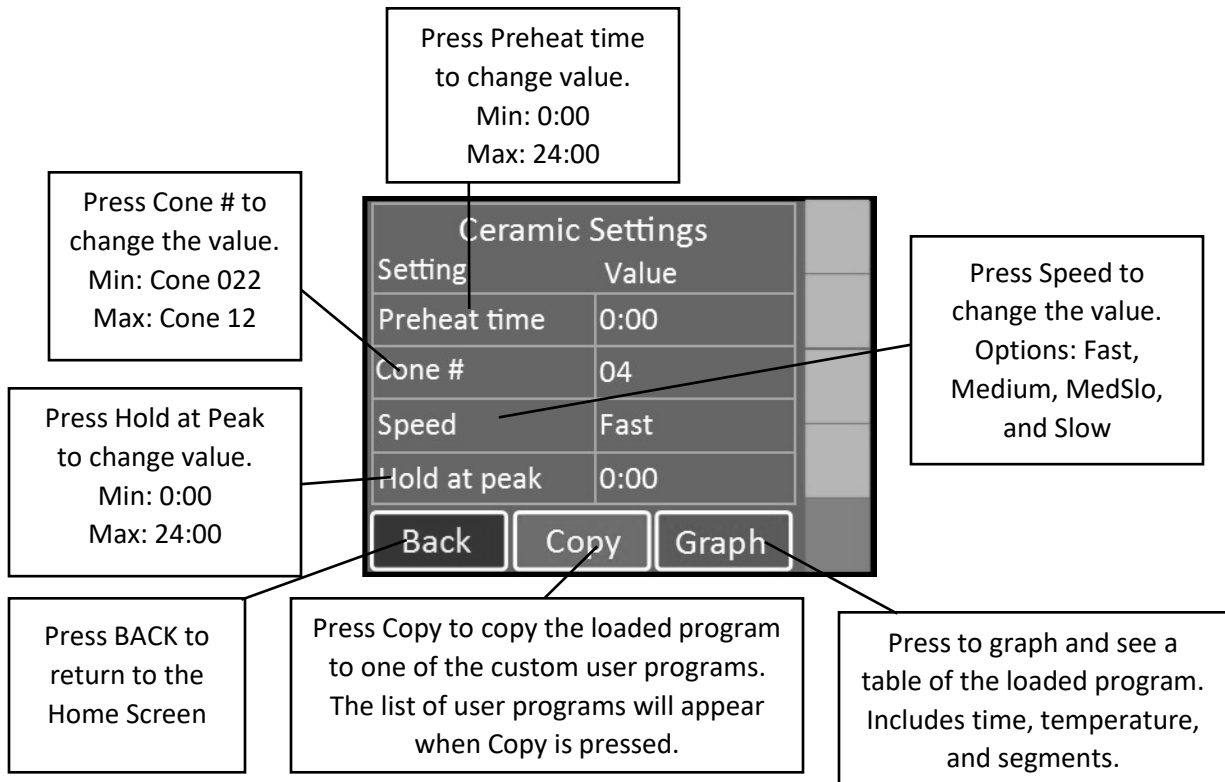 Press Preheat time
to change value.
Min: 0:00
Max: 24:00
Press Cone # to
change the value.
Min: Cone 022
Max: Cone 12
Press Hold at Peak
to change value.
Min: 0:00
Max: 24:00
Ceramic Settings
Setting Value
Preheat time 0:00
Cone # 04
Speed Fast
Hold at peak 0:00
Back Copy Graph
Press Speed to
change the value.
Options: Fast,
Medium, MedSlo,
and Slow
Press BACK to
return to the
Home Screen
Press Copy to copy the loaded program
to one of the custom user programs.
The list of user programs will appear
when Copy is pressed.
Press to graph and see a
table of the loaded program.
Includes time, temperature,
and segments.